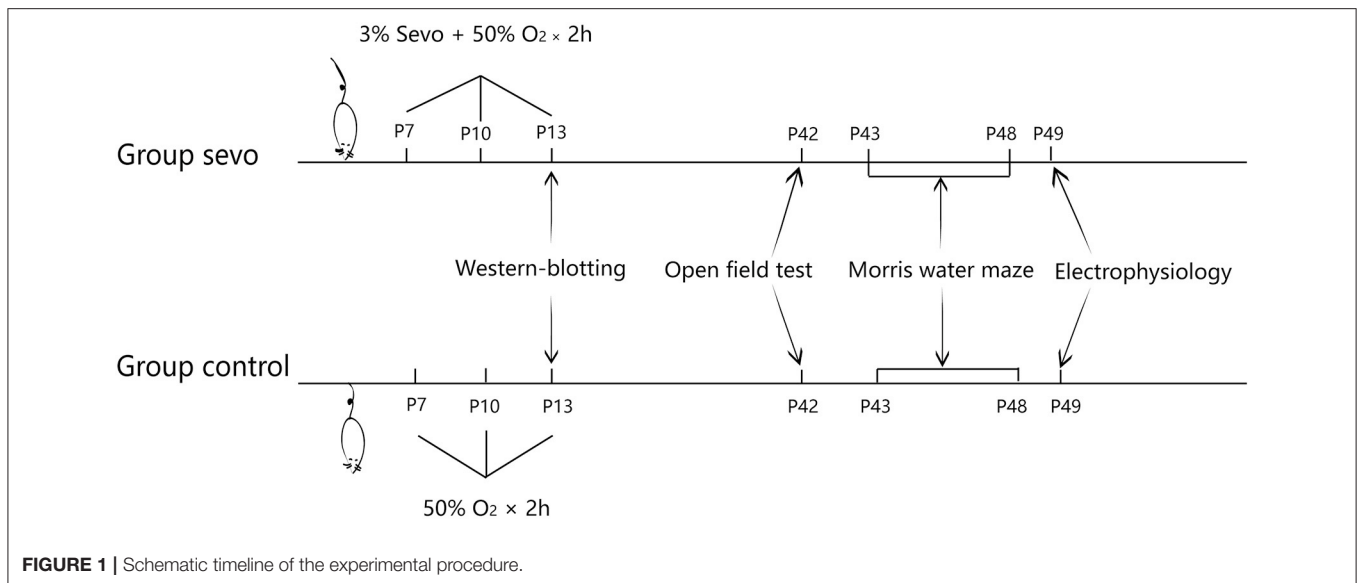 3% Sevo + 50% O2 × 2h
P7 P10 P13 P42 P43 P48 P49
Group sevo
Western-blotting Open field test Morris water maze Electrophysiology
Group control
P7 P10 P13 P42 P43 P48 P49
50% O2 × 2h
FIGURE 1 | Schematic timeline of the experimental procedure.